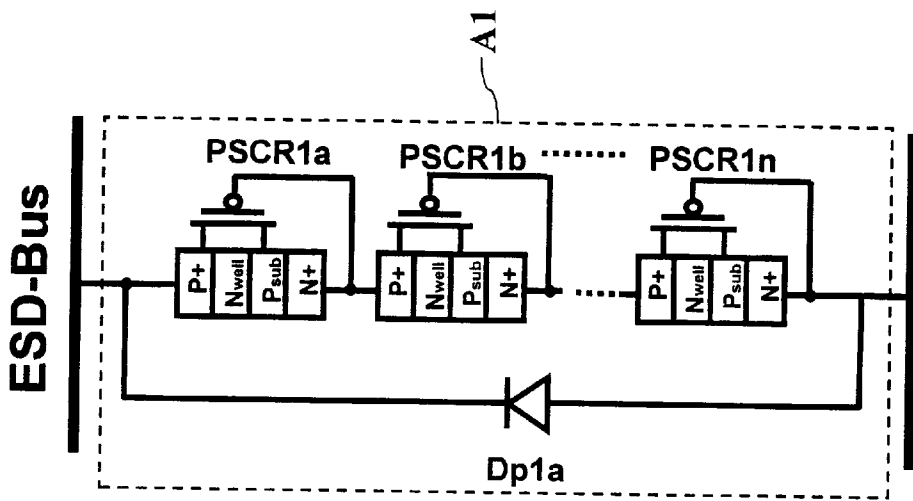 A1
PSCR1a PSCR1b ······· PSCR1n
ESD-Bus
P+ Nwell Psub N+
P+ Nwell Psub N+
P+ Nwell Psub N+
Dp1a